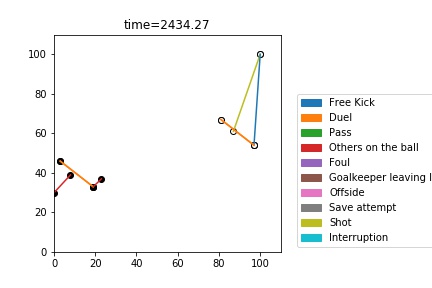 time=2434.27
100
80
60
40
20
0
0
20
40
60
80
100
Free Kick
Duel
Pass
Others on the ball
Foul
Goalkeeper leaving l
Offside
Save attempt
Shot
Interruption